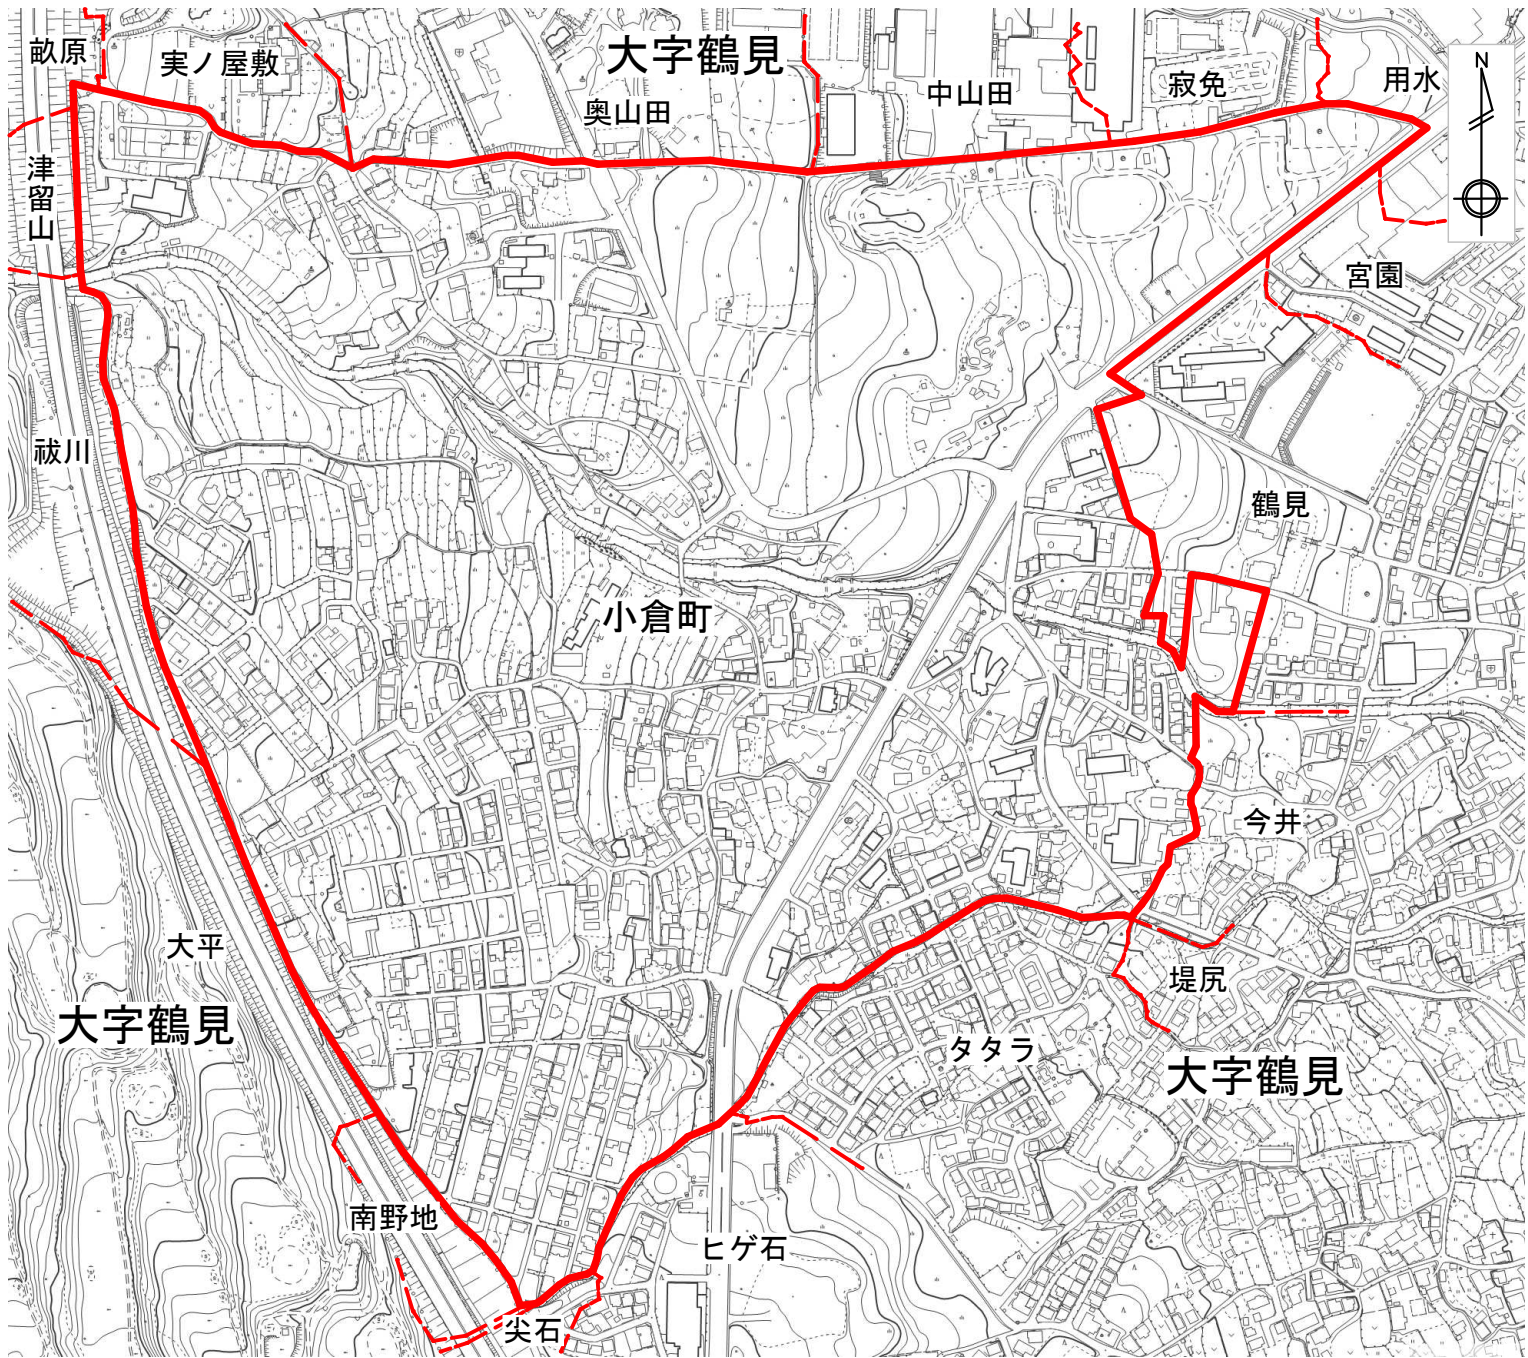 畝原
実ノ屋敷
大字鶴見
奥山田
中山田
寂免
用水
N
津留山
宮園
祓川
鶴見
小倉町
今井
大平
堤尻
大字鶴見
タタラ
大字鶴見
南野地
ヒゲ石
尖石